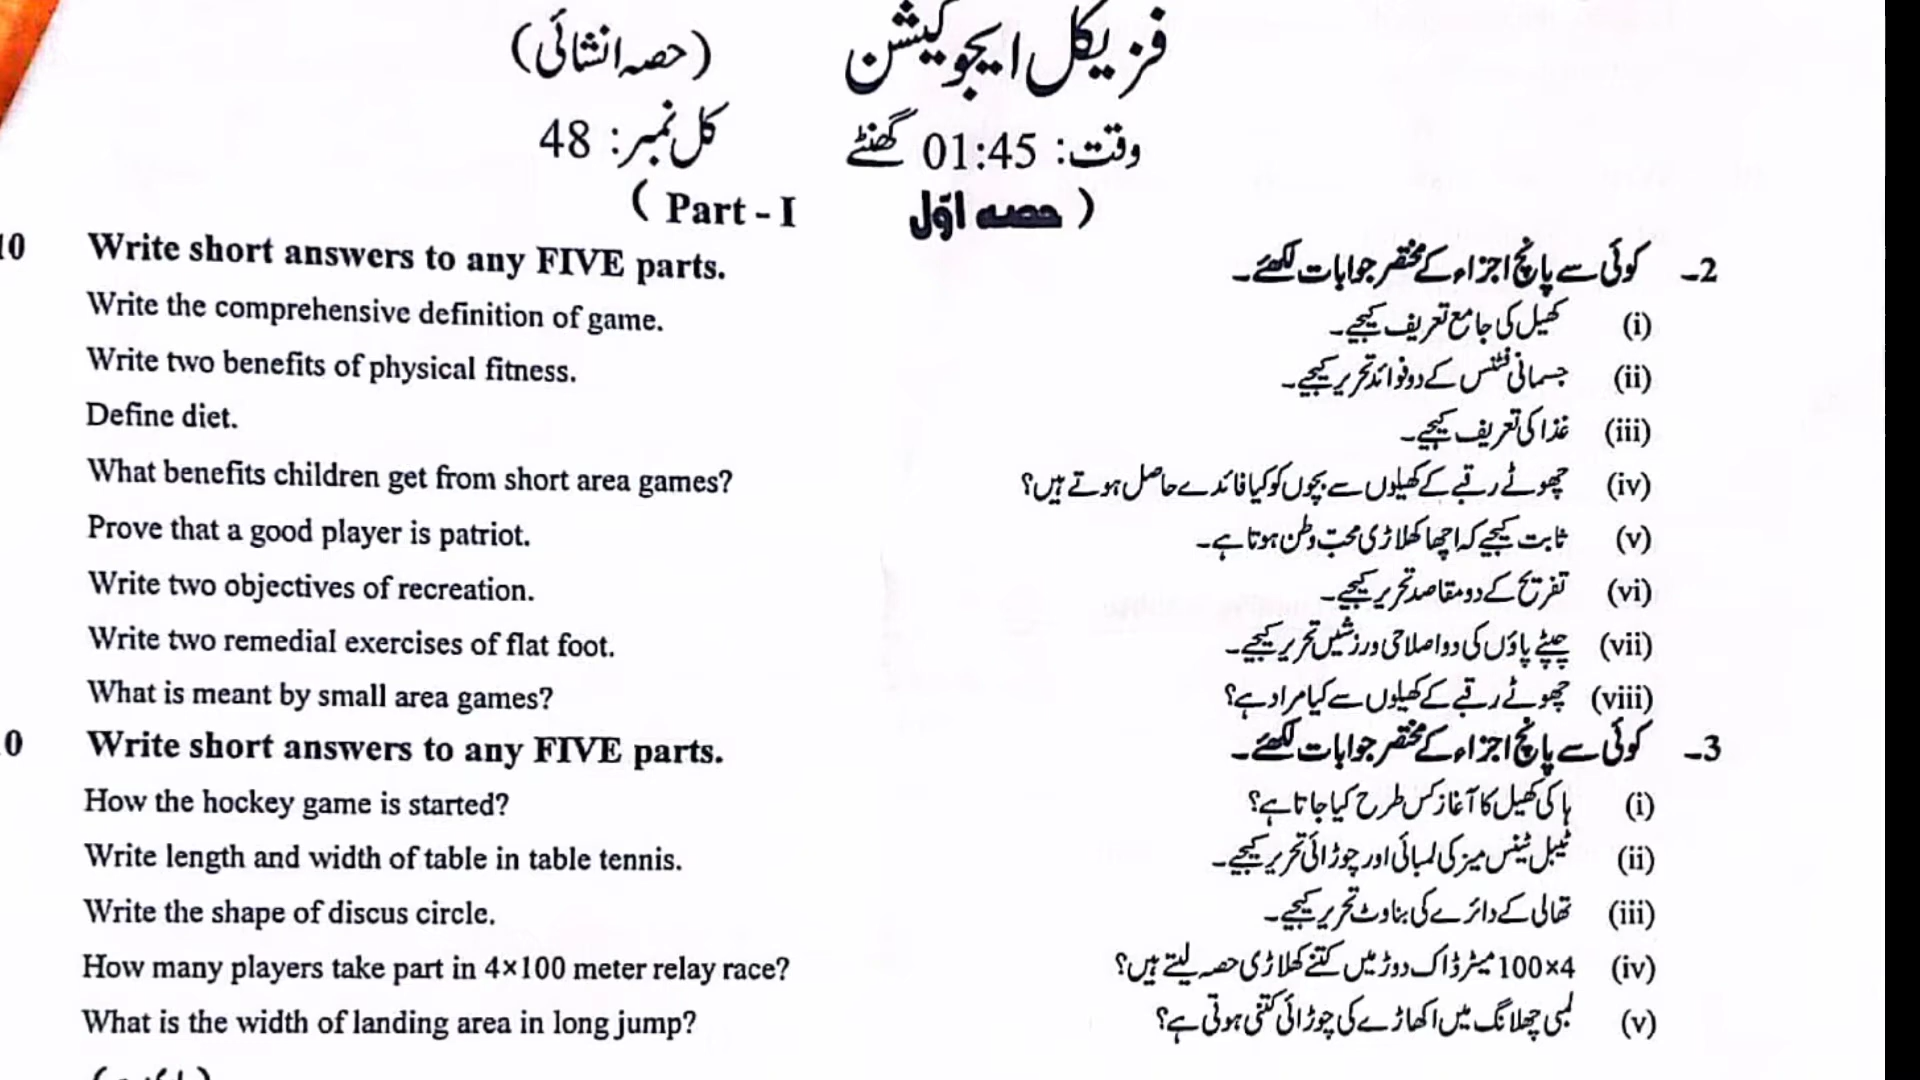 فزیکل ایجوکیشن (حصہ انشائی)
وقت: 01:45 گھنٹے کل نمبر: 48
(حصہ اوّل Part - I)
2۔ کوئی سے پانچ اجزاء کے مختصر جوابات لکھئے۔ Write short answers to any FIVE parts. 10
(i) کھیل کی جامع تعریف کیجیے۔ Write the comprehensive definition of game.
(ii) جسمانی فٹنس کے دو فوائد تحریر کیجیے۔ Write two benefits of physical fitness.
(iii) غذا کی تعریف کیجیے۔ Define diet.
(iv) چھوٹے رقبے کے کھیلوں سے بچوں کو کیا فائدے حاصل ہوتے ہیں؟ What benefits children get from short area games?
(v) ثابت کیجیے کہ اچھا کھلاڑی محبّ وطن ہوتا ہے۔ Prove that a good player is patriot.
(vi) تفریح کے دو مقاصد تحریر کیجیے۔ Write two objectives of recreation.
(vii) چپٹے پاؤں کی دو اصلاحی ورزشیں تحریر کیجیے۔ Write two remedial exercises of flat foot.
(viii) چھوٹے رقبے کے کھیلوں سے کیا مراد ہے؟ What is meant by small area games?
3۔ کوئی سے پانچ اجزاء کے مختصر جوابات لکھئے۔ Write short answers to any FIVE parts. 0
(i) ہاکی کھیل کا آغاز کس طرح کیا جاتا ہے؟ How the hockey game is started?
(ii) ٹیبل ٹینس میز کی لمبائی اور چوڑائی تحریر کیجیے۔ Write length and width of table in table tennis.
(iii) تھالی کے دائرے کی بناوٹ تحریر کیجیے۔ Write the shape of discus circle.
(iv) 4×100 میٹر ڈاک دوڑ میں کتنے کھلاڑی حصہ لیتے ہیں؟ How many players take part in 4×100 meter relay race?
(v) لمبی چھلانگ میں اکھاڑے کی چوڑائی کتنی ہوتی ہے؟ What is the width of landing area in long jump?